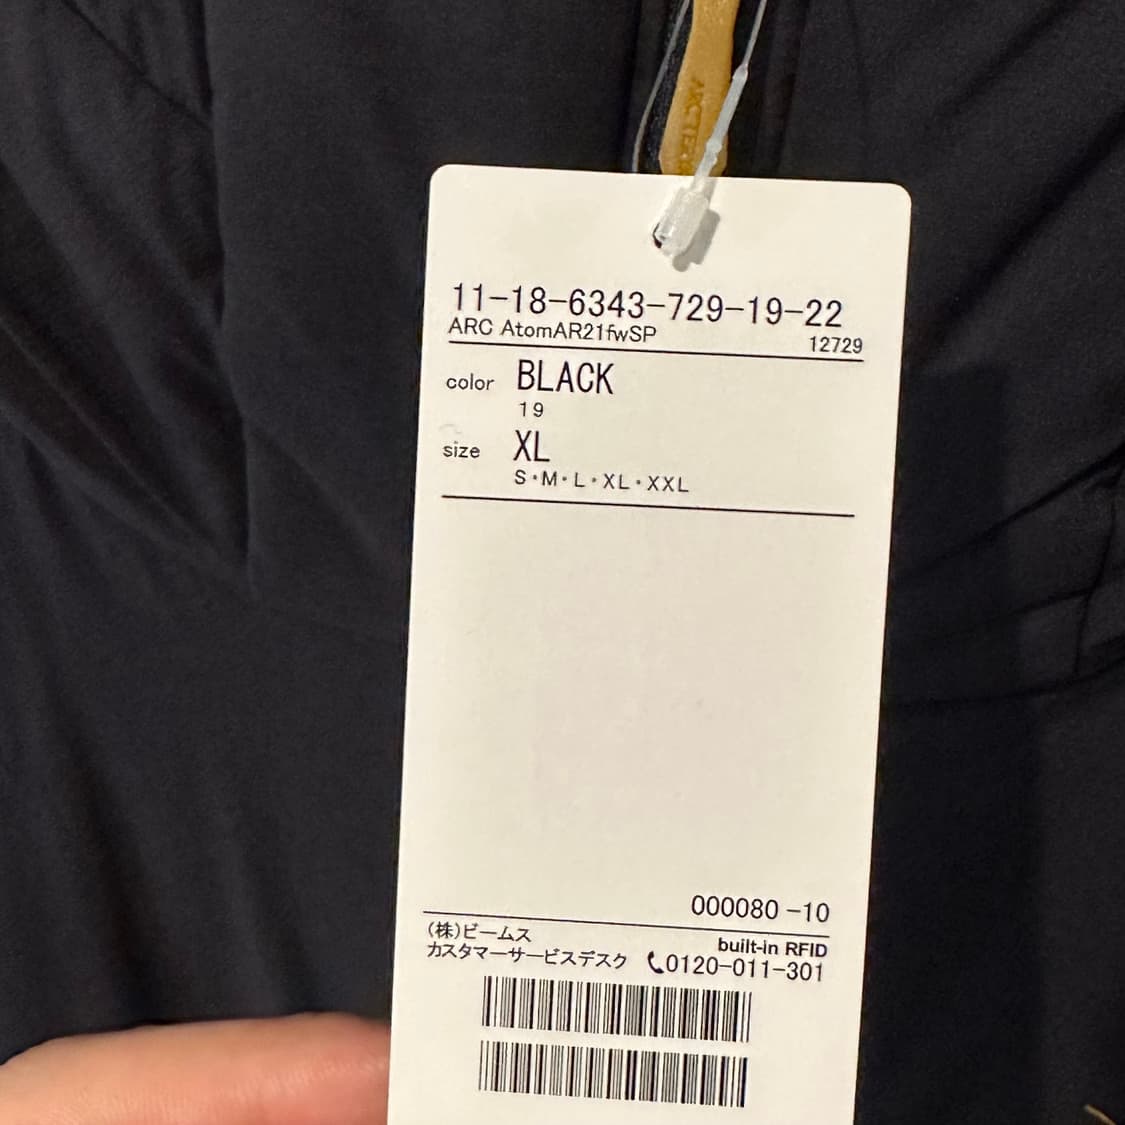 11-18-6343-729-19-22
ARC AtomAR21fwSP 12729
color BLACK
19
size XL
S・M・L・XL・XXL
000080 -10
(株)ビームス
built-in RFID
カスタマーサービスデスク 0120-011-301